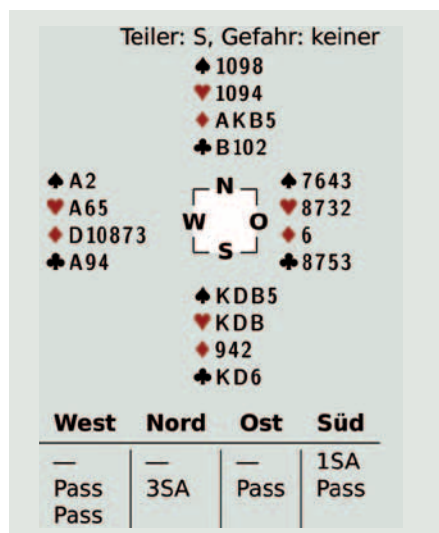 Teiler: S, Gefahr: keiner
♠ 1098
♥ 1094
♦ AKB5
♣ B102
♠ A2
♥ A65
♦ D10873
♣ A94
N
W O
S
♠ 7643
♥ 8732
♦ 6
♣ 8753
♠ KDB5
♥ KDB
♦ 942
♣ KD6
West Nord Ost Süd
— — — 1SA
Pass 3SA Pass Pass
Pass